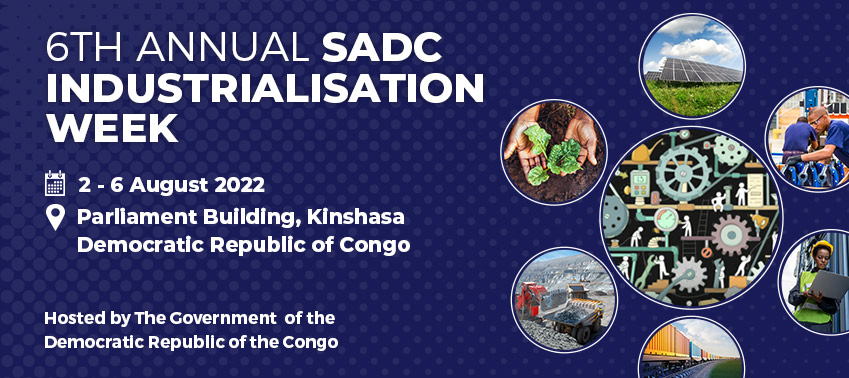 6TH ANNUAL SADC
INDUSTRIALISATION
WEEK
2 - 6 August 2022
Parliament Building, Kinshasa
Democratic Republic of Congo
Hosted by The Government of the
Democratic Republic of the Congo